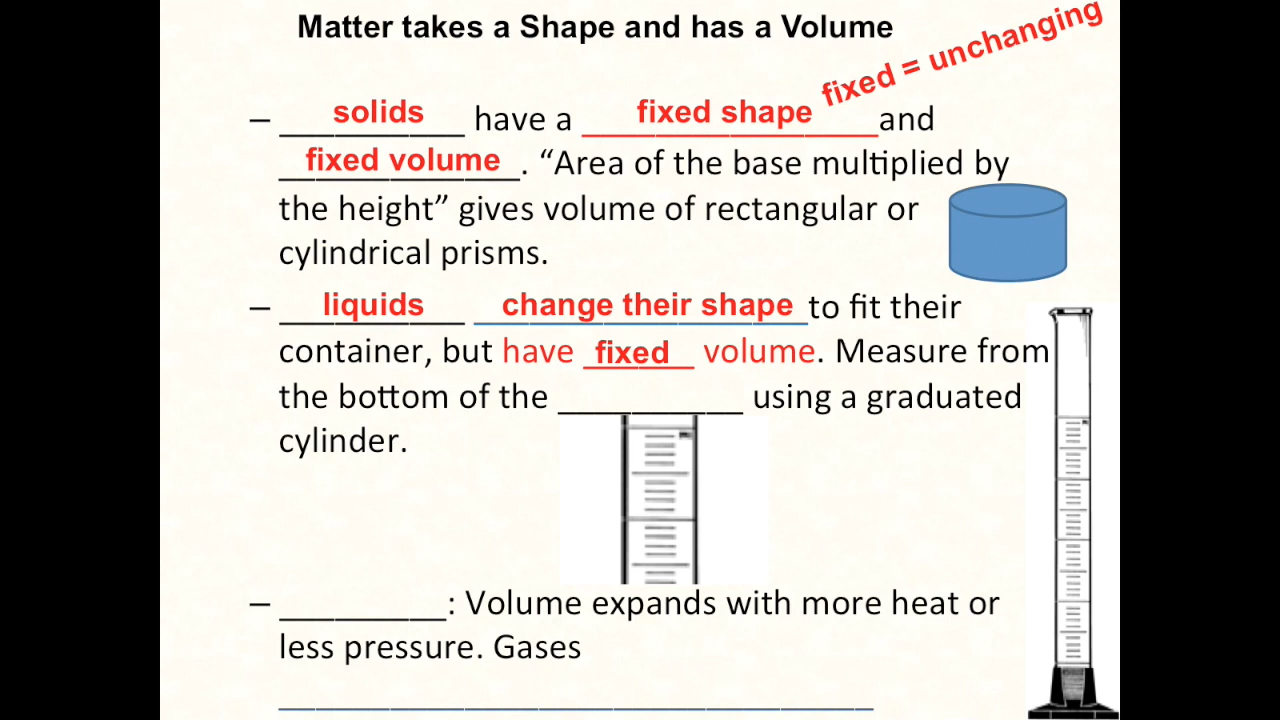 Matter takes a Shape and has a Volume
fixed = unchanging
– solids have a fixed shape and
fixed volume. “Area of the base multiplied by
the height” gives volume of rectangular or
cylindrical prisms.
– liquids change their shape to fit their
container, but have fixed volume. Measure from
the bottom of the __________ using a graduated
cylinder.
– _________: Volume expands with more heat or
less pressure. Gases
________________________________